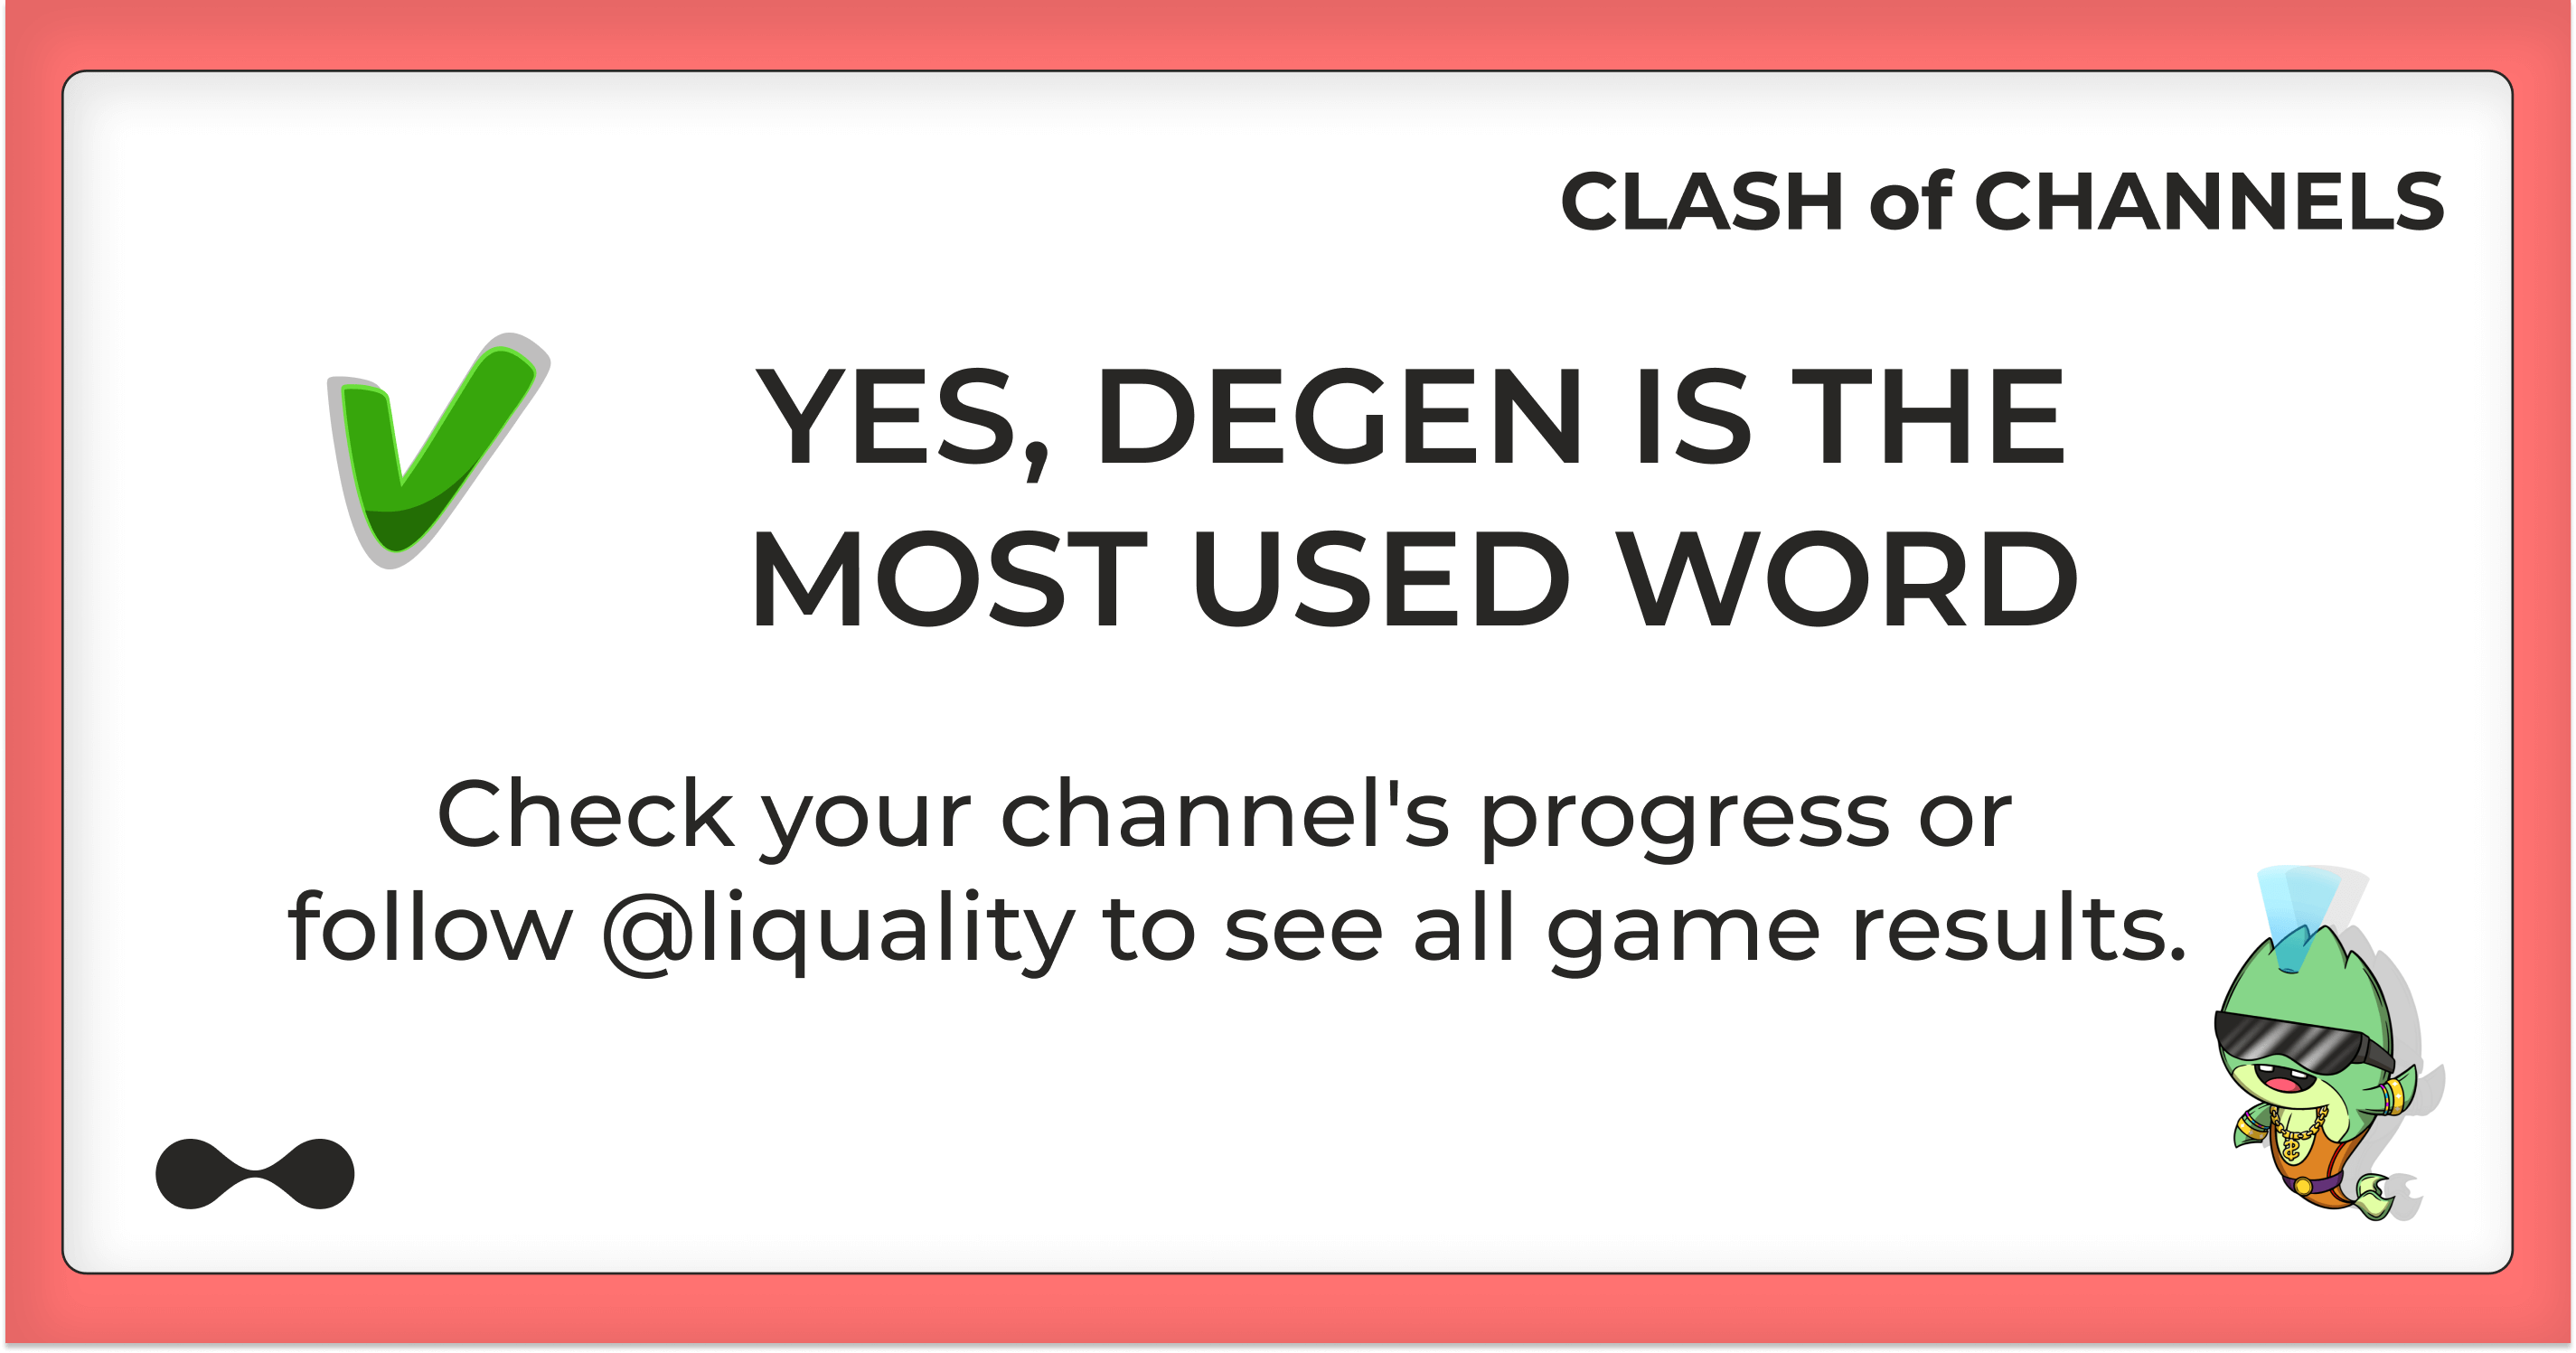 CLASH of CHANNELS
YES, DEGEN IS THE
MOST USED WORD
Check your channel's progress or
follow @liquality to see all game results.